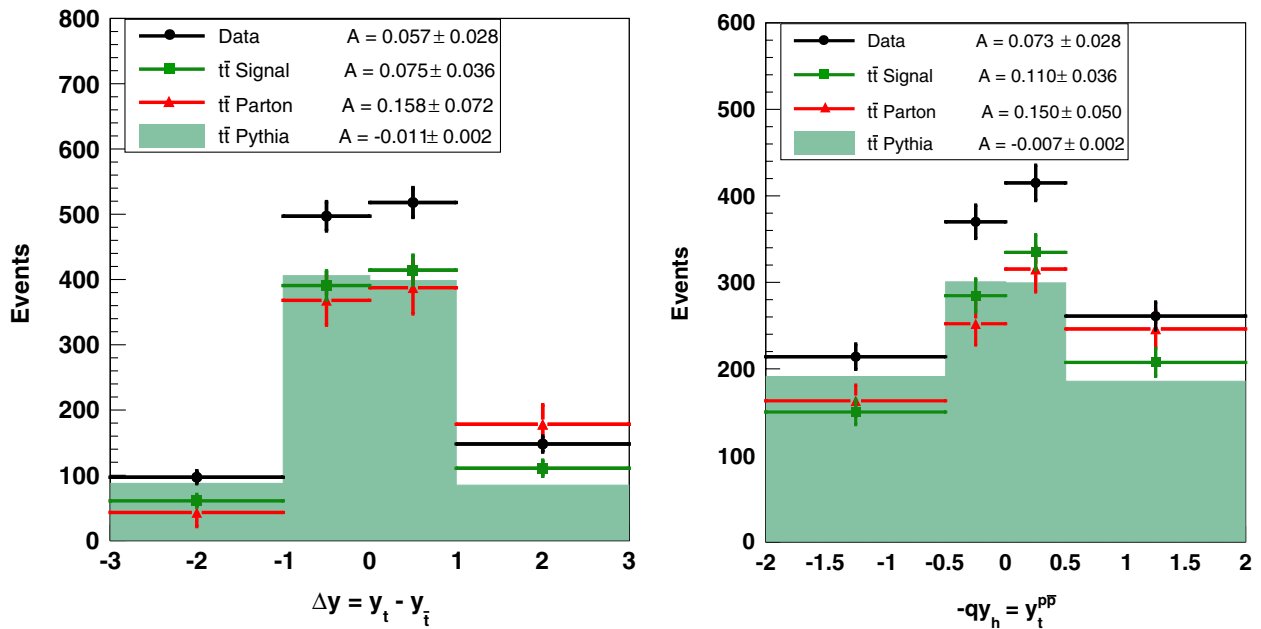 800
700
600
500
400
300
200
100
0
Events
Data A = 0.057 ± 0.028
tt̄ Signal A = 0.075 ± 0.036
tt̄ Parton A = 0.158 ± 0.072
tt̄ Pythia A = -0.011 ± 0.002
-3 -2 -1 0 1 2 3
Δy = y_t - y_t̄
600
500
400
300
200
100
0
Events
Data A = 0.073 ± 0.028
tt̄ Signal A = 0.110 ± 0.036
tt̄ Parton A = 0.150 ± 0.050
tt̄ Pythia A = -0.007 ± 0.002
-2 -1.5 -1 -0.5 0 0.5 1 1.5 2
-qy_h = y_t^pp̄